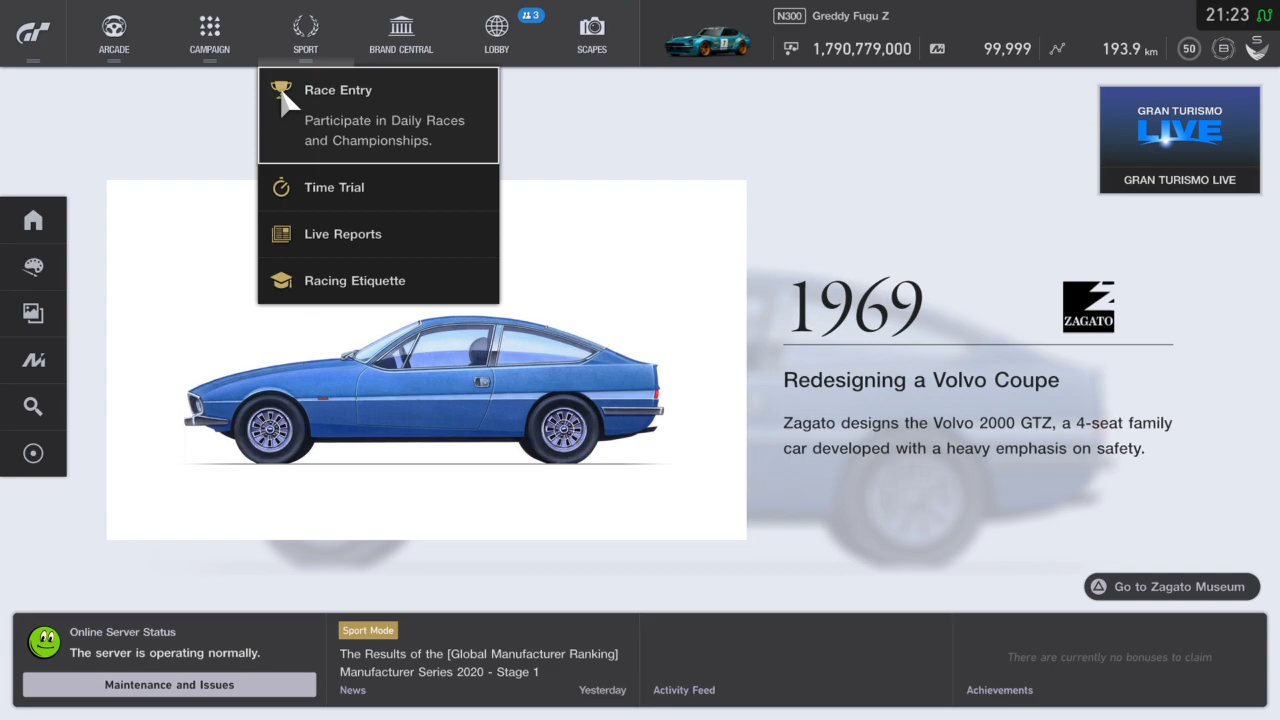 GT
ARCADE
CAMPAIGN
SPORT
BRAND CENTRAL
LOBBY
3
SCAPES
N300 Greddy Fugu Z
1,790,779,000
99,999
193.9 km
50
B
S
21:23
Race Entry
Participate in Daily Races
and Championships.
Time Trial
Live Reports
Racing Etiquette
GRAN TURISMO
LIVE
GRAN TURISMO LIVE
1969
ZAGATO
Redesigning a Volvo Coupe
Zagato designs the Volvo 2000 GTZ, a 4-seat family
car developed with a heavy emphasis on safety.
Go to Zagato Museum
Online Server Status
The server is operating normally.
Maintenance and Issues
Sport Mode
The Results of the [Global Manufacturer Ranking]
Manufacturer Series 2020 - Stage 1
News
Yesterday
Activity Feed
There are currently no bonuses to claim
Achievements